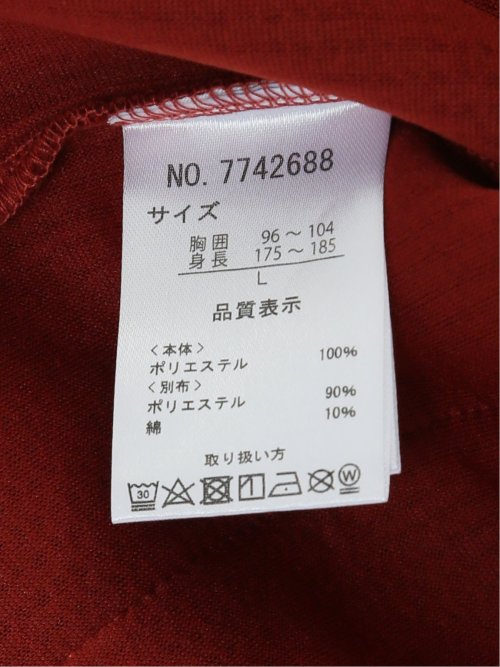 NO. 7742688
サイズ
胸囲 96～104
身長 175～185
L
品質表示
<本体>
ポリエステル 100%
<別布>
ポリエステル 90%
綿 10%
取り扱い方
30 W